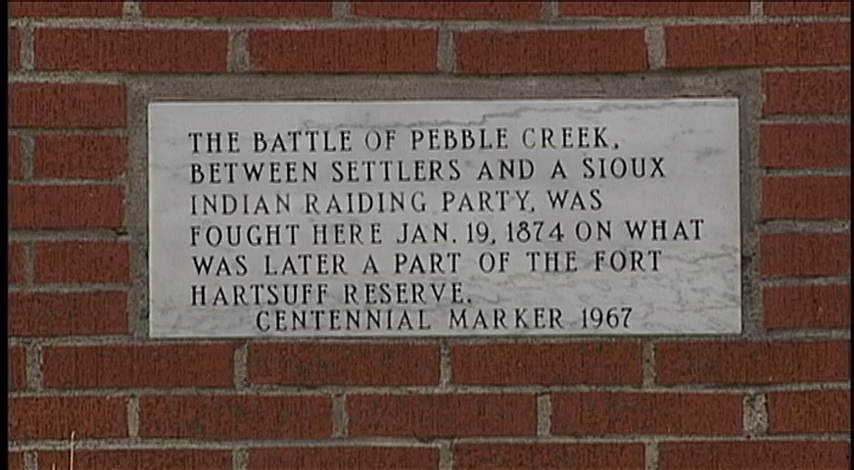 THE BATTLE OF PEBBLE CREEK,
BETWEEN SETTLERS AND A SIOUX
INDIAN RAIDING PARTY, WAS
FOUGHT HERE JAN. 19, 1874 ON WHAT
WAS LATER A PART OF THE FORT
HARTSUFF RESERVE.
CENTENNIAL MARKER 1967